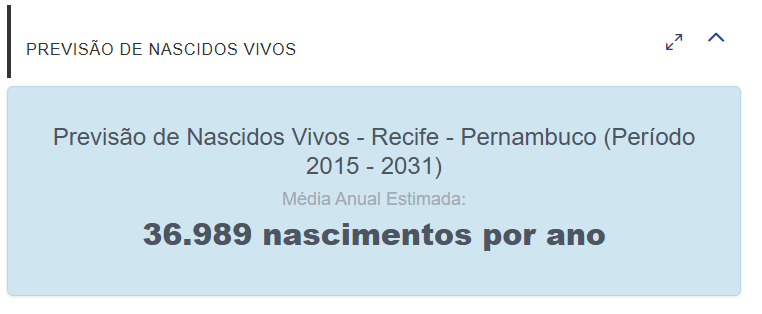 PREVISÃO DE NASCIDOS VIVOS
Previsão de Nascidos Vivos - Recife - Pernambuco (Período
2015 - 2031)
Média Anual Estimada:
36.989 nascimentos por ano